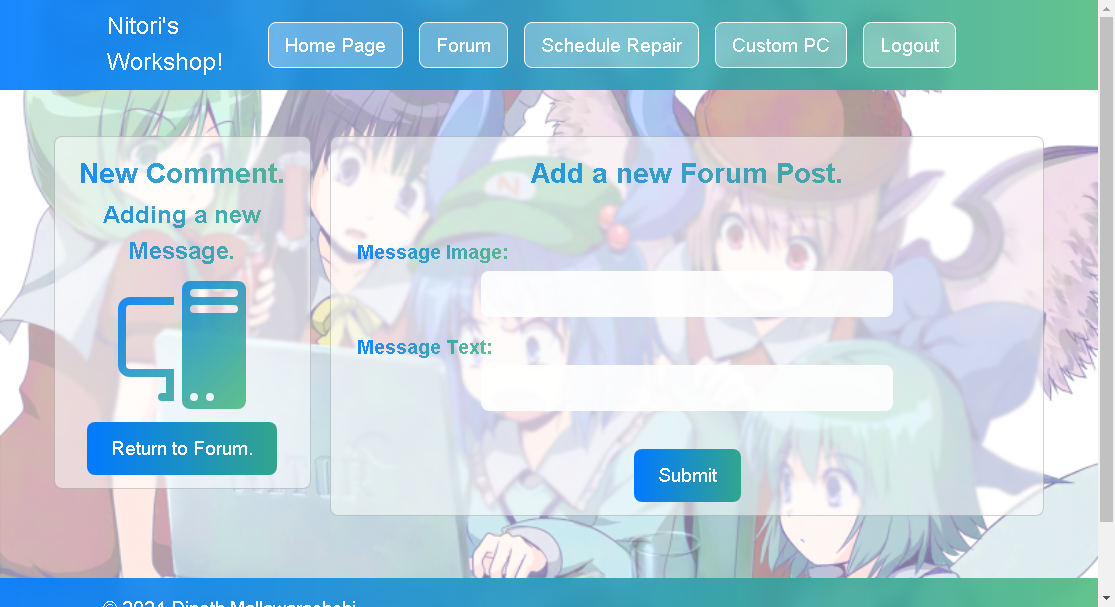 Nitori's
Workshop!
Home Page
Forum
Schedule Repair
Custom PC
Logout
New Comment.
Adding a new
Message.
Return to Forum.
Add a new Forum Post.
Message Image:
Message Text:
Submit
N
© 2024